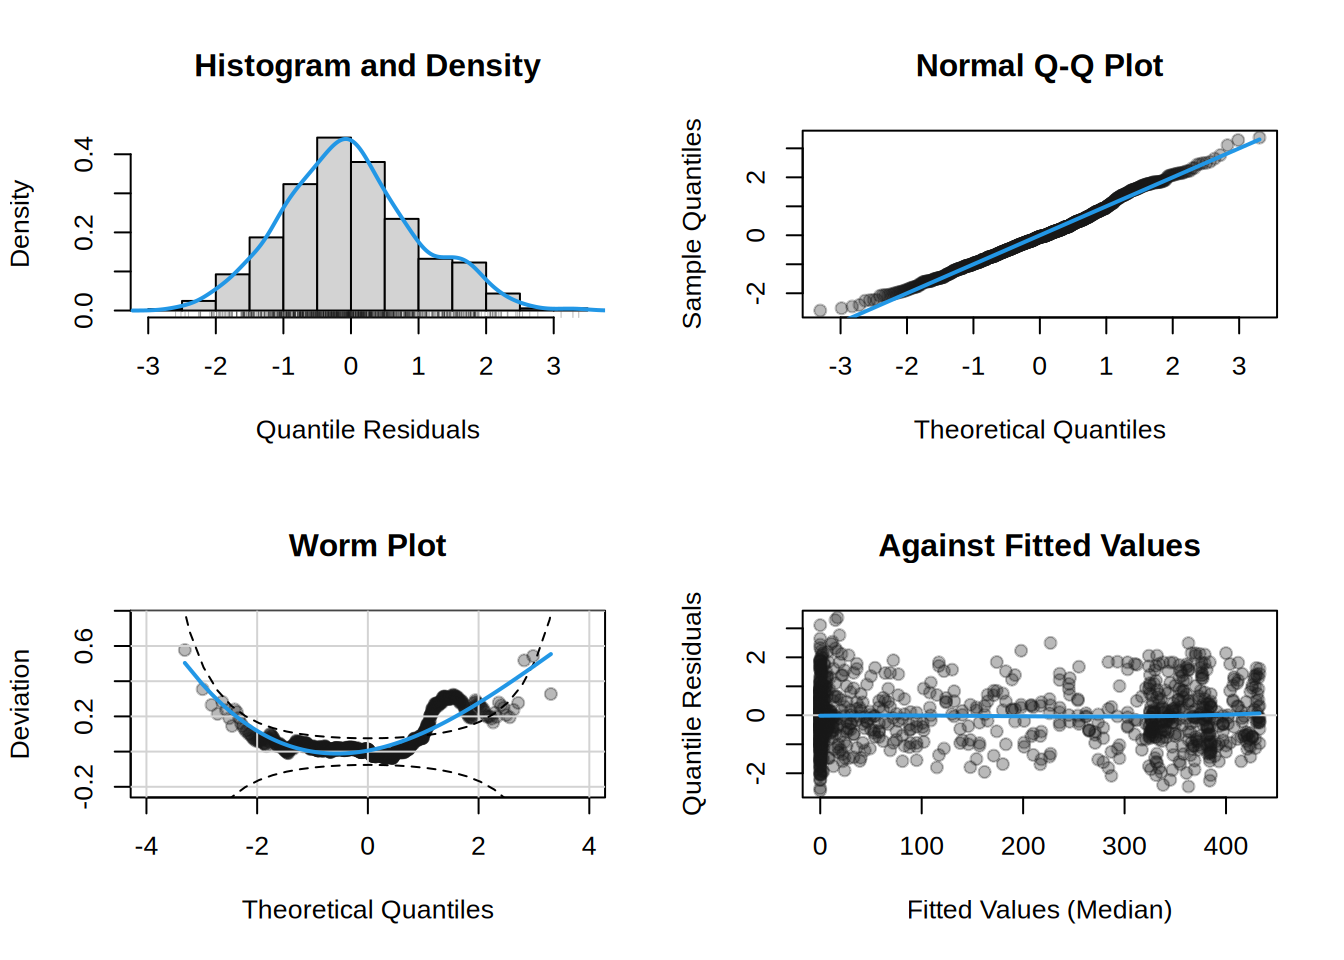 Histogram and Density
Density
0.0 0.2 0.4
-3 -2 -1 0 1 2 3
Quantile Residuals
Normal Q-Q Plot
Sample Quantiles
-2 0 2
-3 -2 -1 0 1 2 3
Theoretical Quantiles
Worm Plot
Deviation
-0.2 0.2 0.6
-4 -2 0 2 4
Theoretical Quantiles
Against Fitted Values
Quantile Residuals
-2 0 2
0 100 200 300 400
Fitted Values (Median)